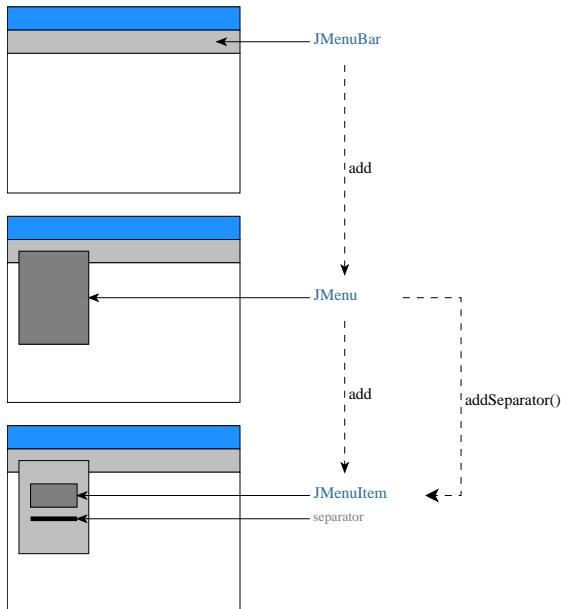 JMenuBar
add
JMenu
add
addSeparator()
JMenuItem
separator